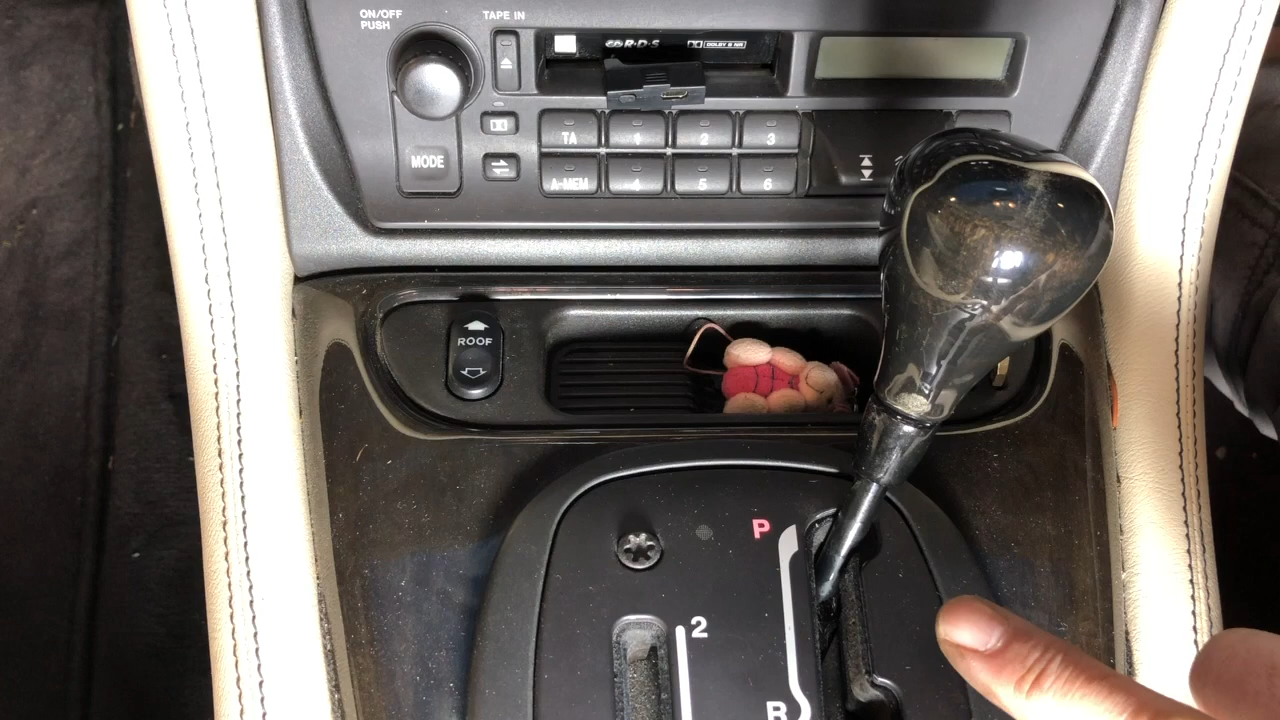 ON/OFF
PUSH
TAPE IN
R·D·S
DOLBY B NR
MODE
TA
1
2
3
A-MEM
4
5
6
ROOF
P
2
R